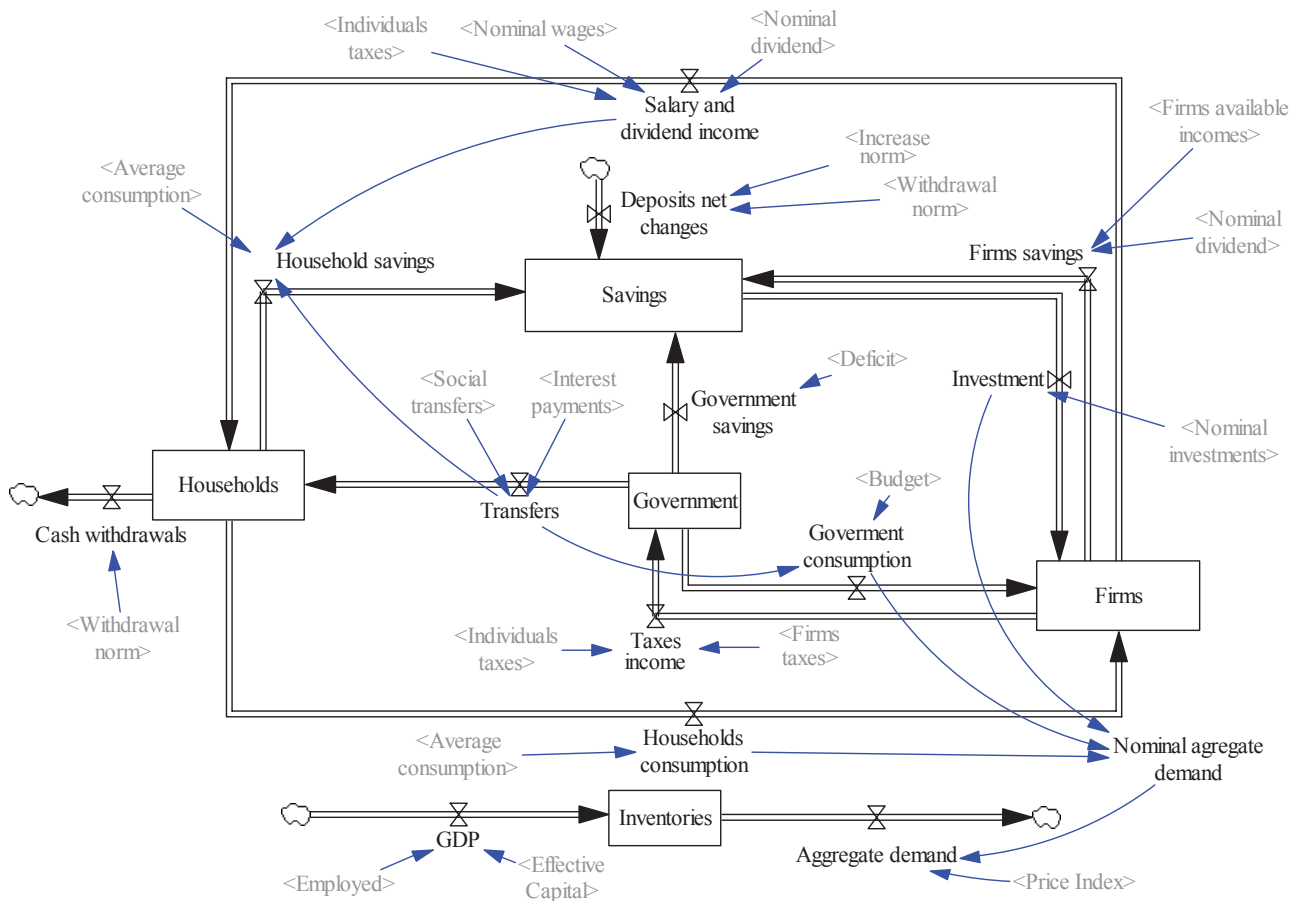 <Individuals
taxes>
<Nominal wages>
<Nominal
dividend>
Salary and
dividend income
<Firms available
incomes>
<Average
consumption>
<Increase
norm>
Deposits net
changes
<Withdrawal
norm>
<Nominal
dividend>
Household savings
Firms savings
Savings
<Social
transfers>
<Interest
payments>
<Deficit>
Government
savings
Investment
<Nominal
investments>
Households
Government
<Budget>
Transfers
Goverment
consumption
Cash withdrawals
Firms
<Withdrawal
norm>
<Individuals
taxes>
Taxes
income
<Firms
taxes>
<Average
consumption>
Households
consumption
Nominal agregate
demand
Inventories
GDP
Aggregate demand
<Employed>
<Effective
Capital>
<Price Index>